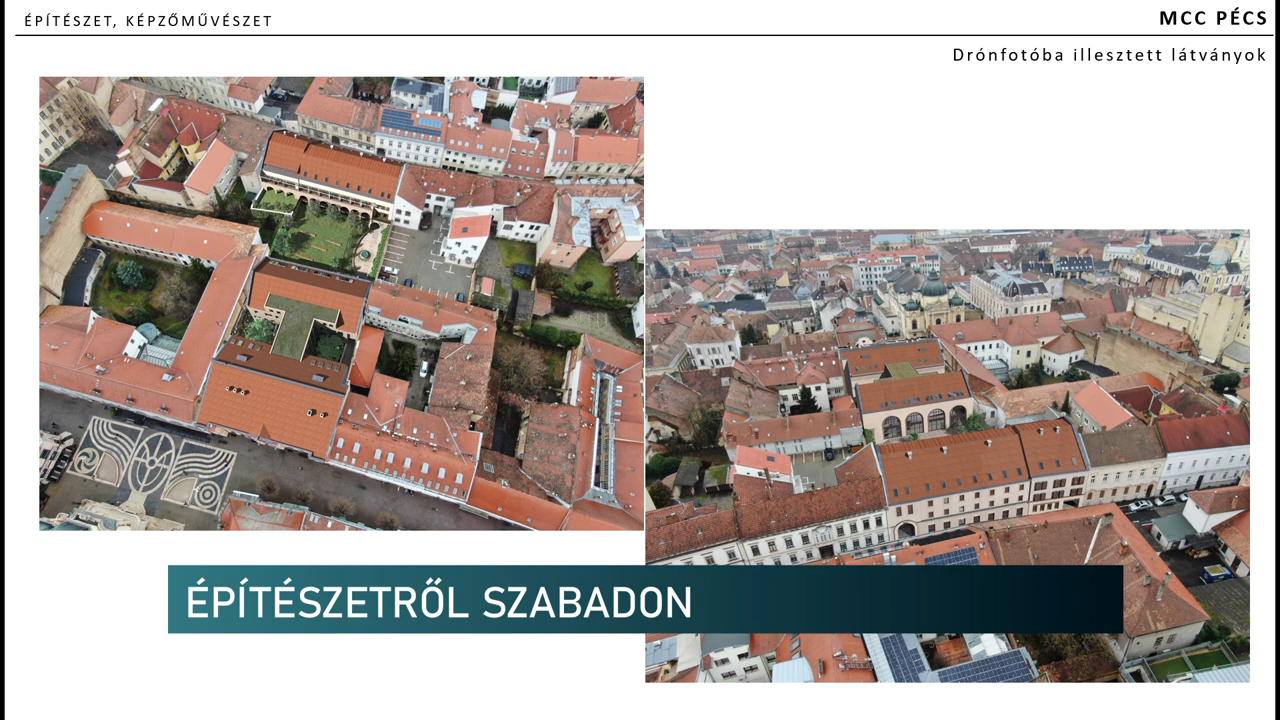 ÉPÍTÉSZET, KÉPZŐMŰVÉSZET
MCC PÉCS
Drónfotóba illesztett látványok
ÉPÍTÉSZETRŐL SZABADON